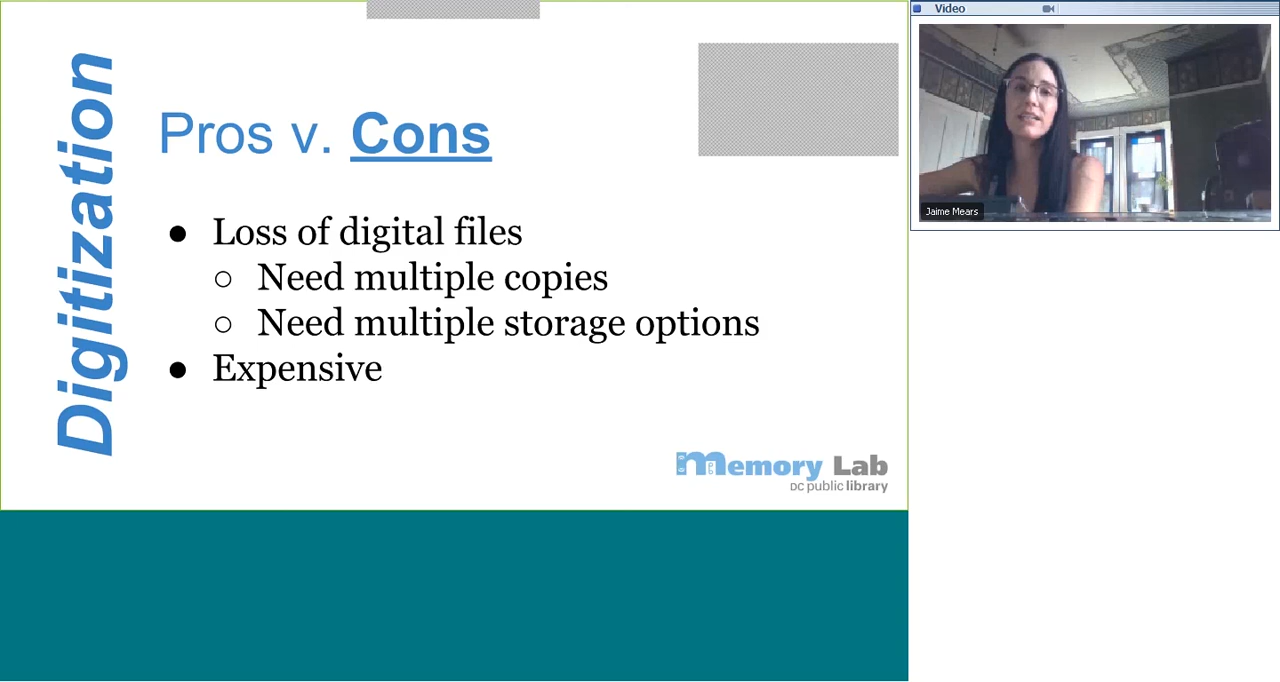 Digitization
Pros v. Cons
● Loss of digital files
○ Need multiple copies
○ Need multiple storage options
● Expensive
memory Lab
DC public library
Video
Jaime Mears